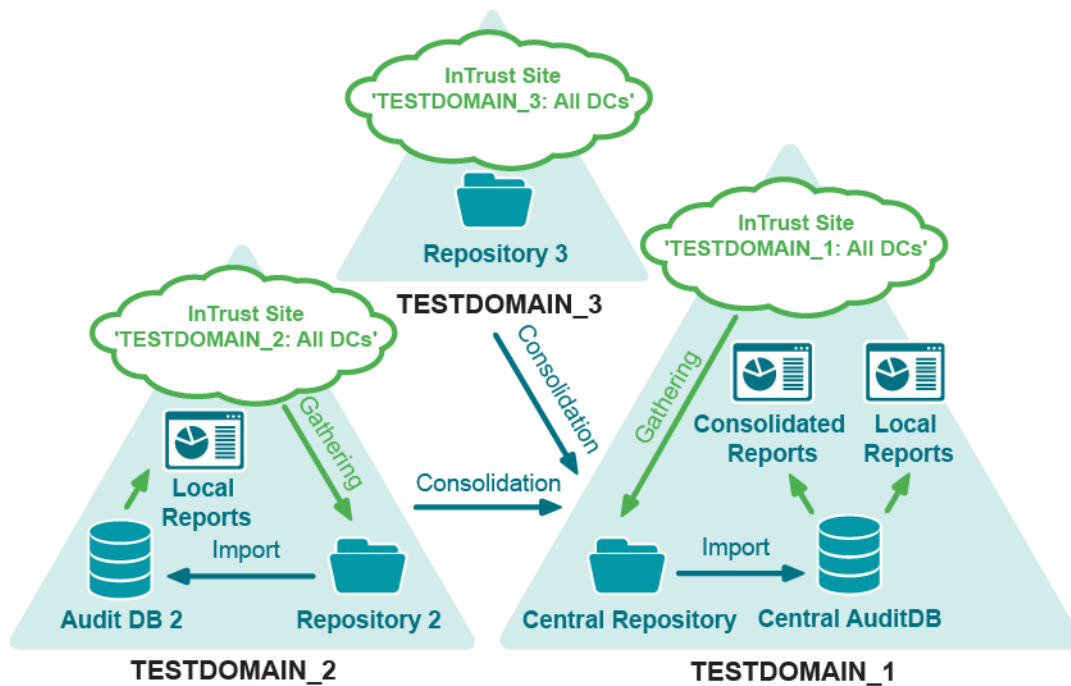 InTrust Site
'TESTDOMAIN_3: All DCs'
Repository 3
TESTDOMAIN_3
InTrust Site
'TESTDOMAIN_1: All DCs'
InTrust Site
'TESTDOMAIN_2: All DCs'
Consolidation
Gathering
Gathering
Consolidated
Reports
Local
Reports
Local
Reports
Consolidation
Import
Import
Audit DB 2
Repository 2
Central Repository
Central AuditDB
TESTDOMAIN_2
TESTDOMAIN_1